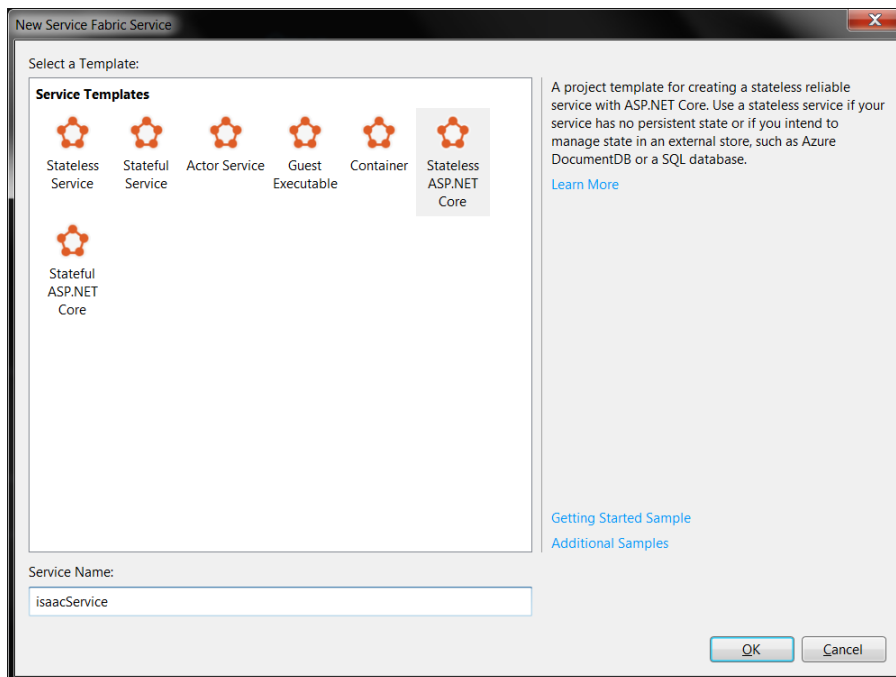 New Service Fabric Service
Select a Template:
Service Templates
Stateless
Service
Stateful
Service
Actor Service
Guest
Executable
Container
Stateless
ASP.NET
Core
Stateful
ASP.NET
Core
A project template for creating a stateless reliable
service with ASP.NET Core. Use a stateless service if your
service has no persistent state or if you intend to
manage state in an external store, such as Azure
DocumentDB or a SQL database.
Learn More
Getting Started Sample
Additional Samples
Service Name:
isaacService
OK
Cancel